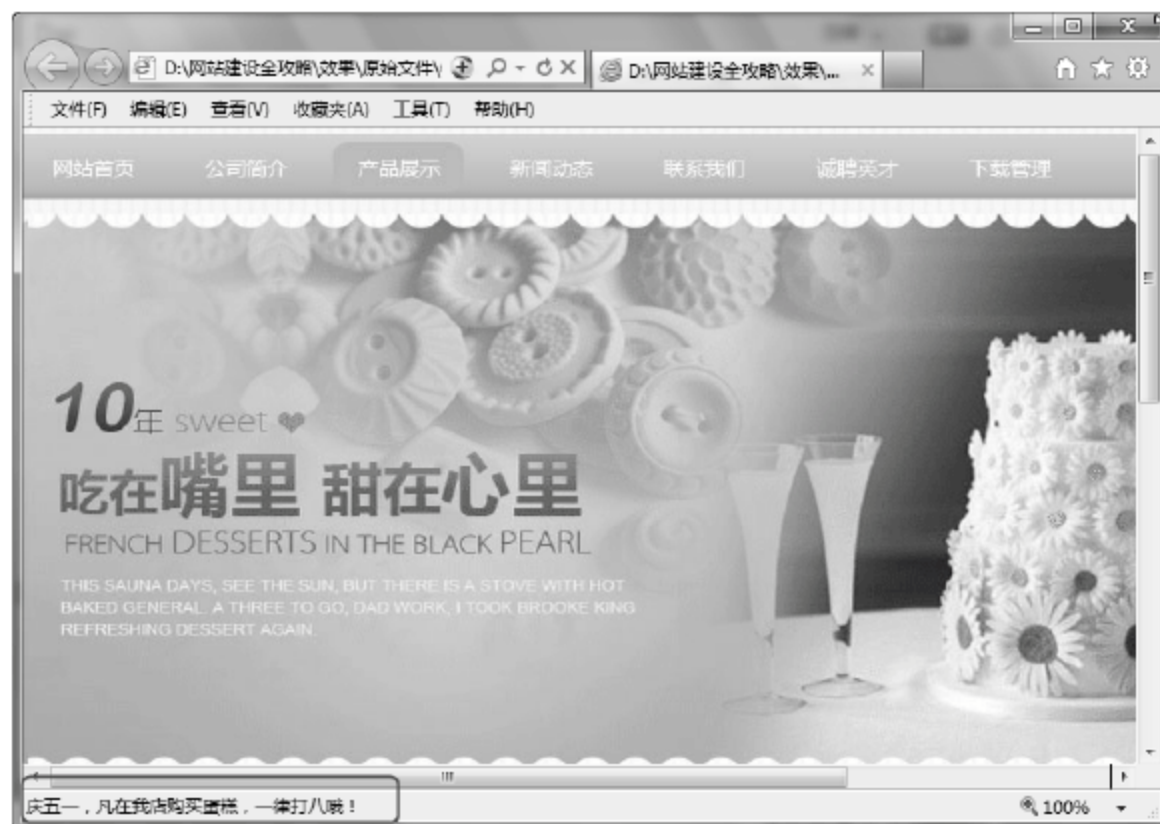 D:\网站建设全攻略\效果\原始文件\
D:\网站建设全攻略\效果\...
文件(F) 编辑(E) 查看(V) 收藏夹(A) 工具(T) 帮助(H)
网站首页 公司简介 产品展示 新闻动态 联系我们 诚聘英才 下载管理
10年 sweet
吃在嘴里 甜在心里
FRENCH DESSERTS IN THE BLACK PEARL
THIS SAUNA DAYS, SEE THE SUN, BUT THERE IS A STOVE WITH HOT
BAKED GENERAL. A THREE TO GO, DAD WORK, I TOOK BROOKE KING
REFRESHING DESSERT AGAIN.
庆五一，凡在我店购买蛋糕，一律打八哦！
100%